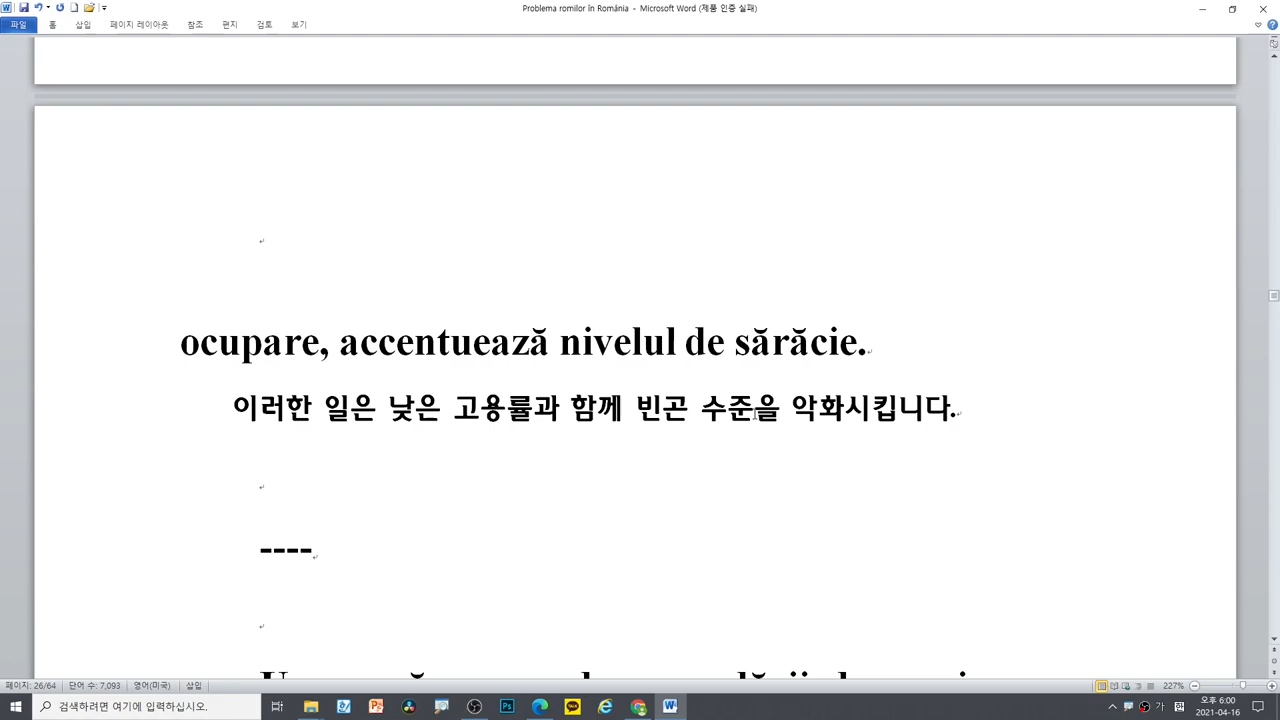 Problema romilor în România - Microsoft Word (제품 인증 실패)
파일 홈 삽입 페이지 레이아웃 참조 편지 검토 보기
ocupare, accentuează nivelul de sărăcie.
이러한 일은 낮은 고용률과 함께 빈곤 수준을 악화시킵니다.
----
페이지: 26/64 단어 수: 7,093 영어(미국) 삽입 227%
검색하려면 여기에 입력하십시오.
가 오후 6:00
2021-04-16